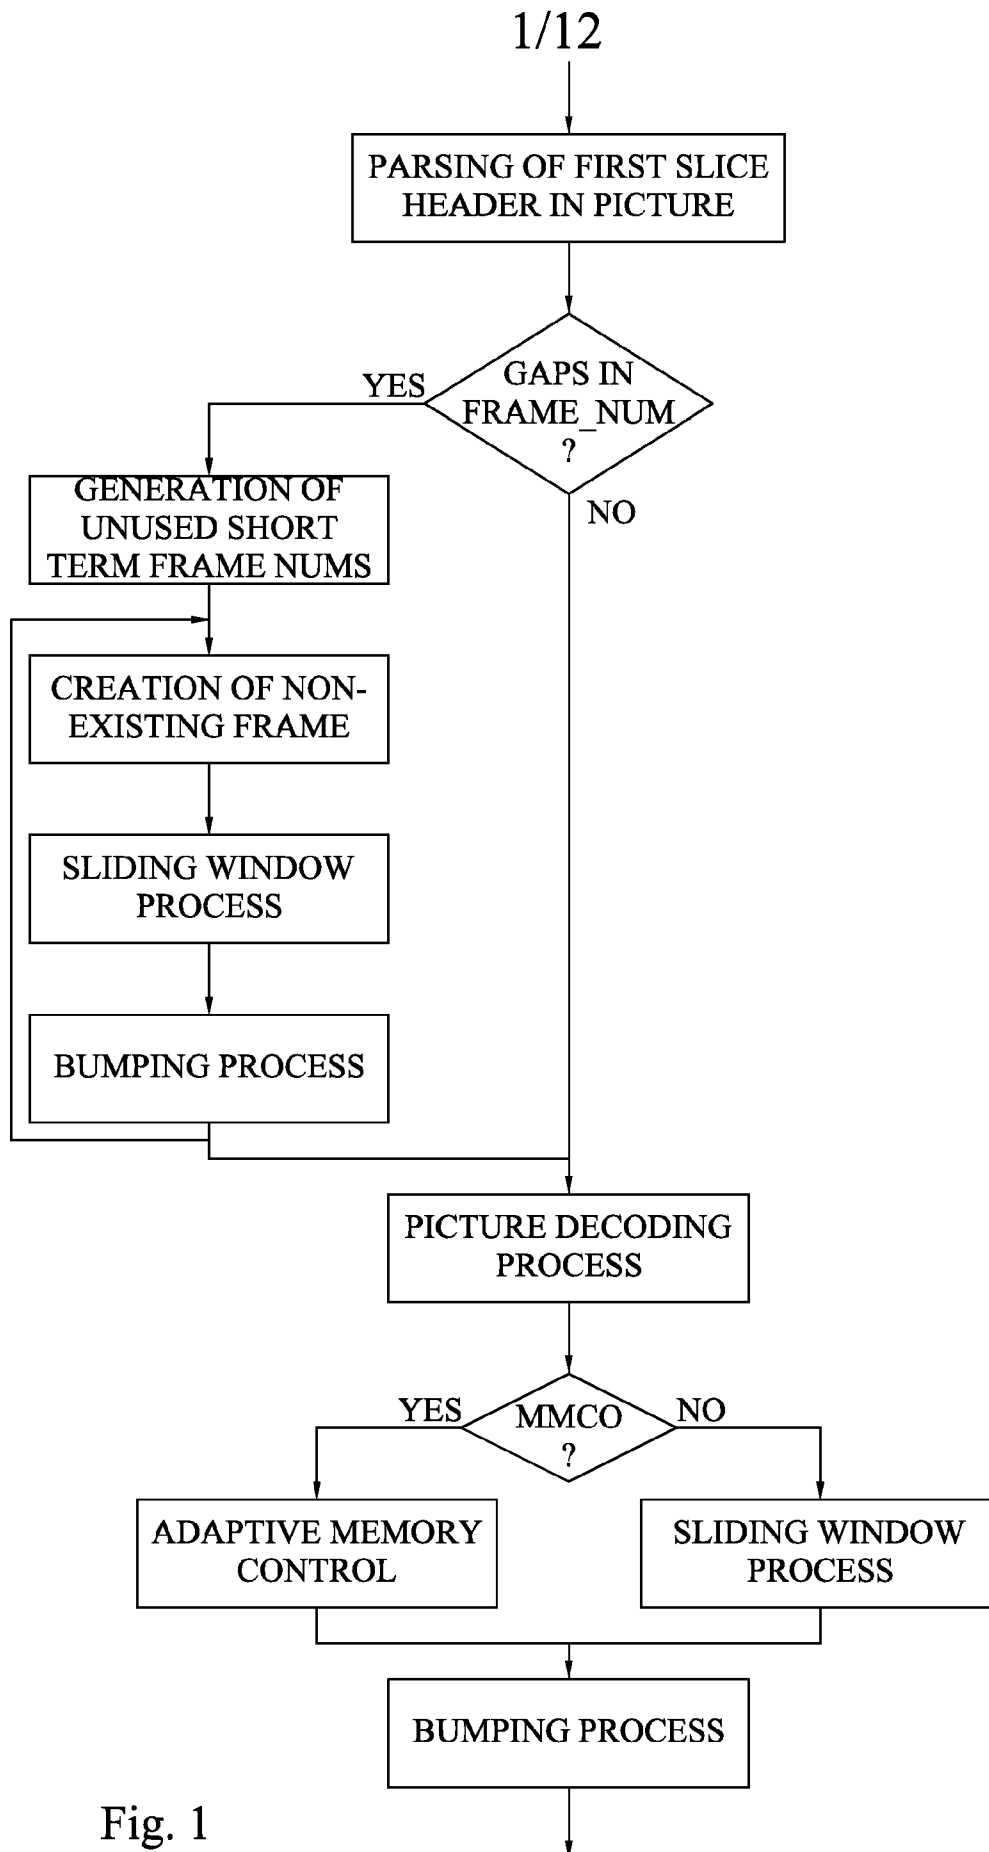 1/12
PARSING OF FIRST SLICE
HEADER IN PICTURE
GAPS IN
FRAME_NUM
?
YES
NO
GENERATION OF
UNUSED SHORT
TERM FRAME NUMS
CREATION OF NON-
EXISTING FRAME
SLIDING WINDOW
PROCESS
BUMPING PROCESS
PICTURE DECODING
PROCESS
MMCO
?
YES
NO
ADAPTIVE MEMORY
CONTROL
SLIDING WINDOW
PROCESS
BUMPING PROCESS
Fig. 1